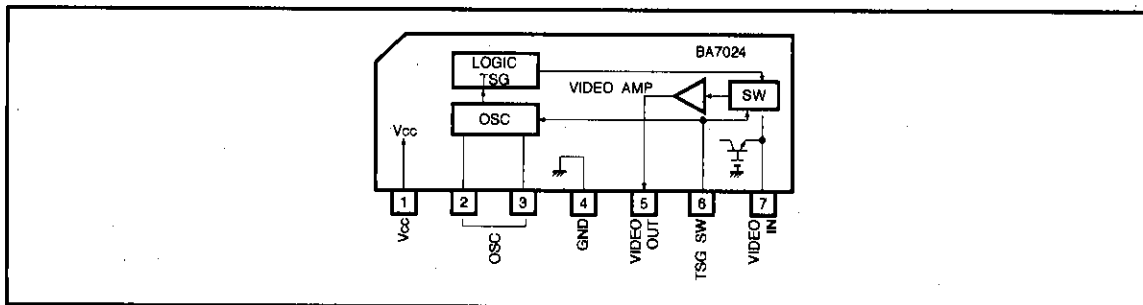 BA7024
LOGIC
TSG
VIDEO AMP
SW
OSC
Vcc
1
2
3
4
5
6
7
Vcc
OSC
GND
VIDEO
OUT
TSG SW
VIDEO
IN